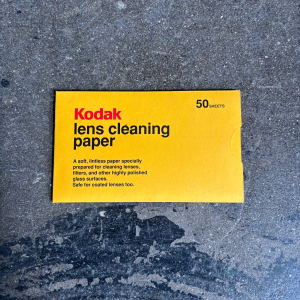 50 SHEETS
Kodak
lens cleaning
paper
A soft, lintless paper specially
prepared for cleaning lenses,
filters, and other highly polished
glass surfaces.
Safe for coated lenses too.